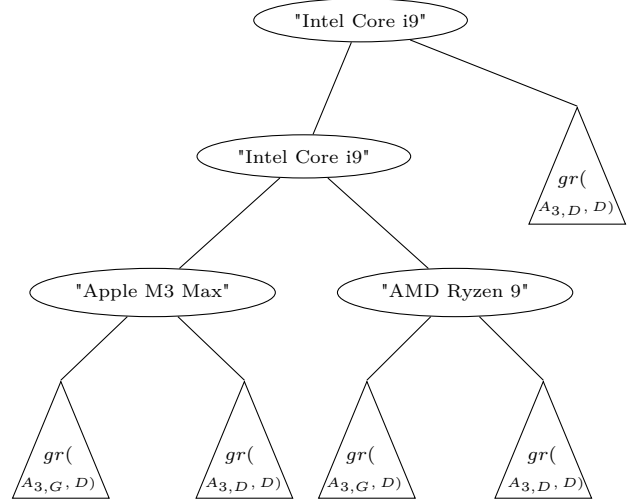 "Intel Core i9"
"Intel Core i9"
gr(
A3,D, D)
"Apple M3 Max"
"AMD Ryzen 9"
gr(
A3,G, D)
gr(
A3,D, D)
gr(
A3,G, D)
gr(
A3,D, D)